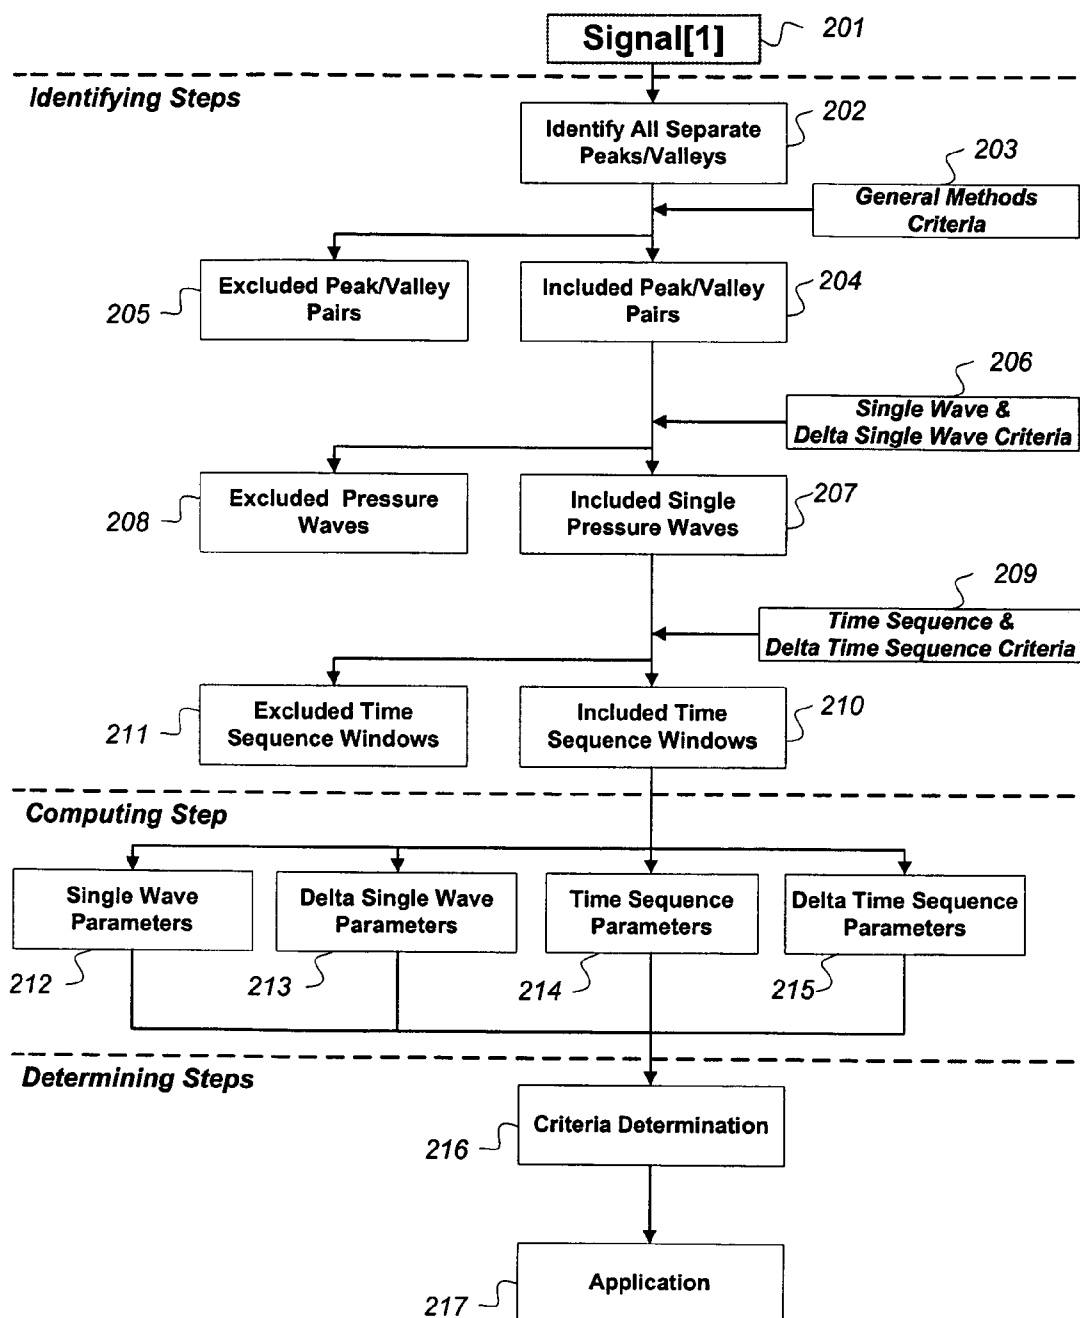 Signal[1]
201
Identifying Steps
Identify All Separate
Peaks/Valleys
202
203
General Methods
Criteria
Excluded Peak/Valley
Pairs
205
Included Peak/Valley
Pairs
204
206
Single Wave &
Delta Single Wave Criteria
Excluded Pressure
Waves
208
Included Single
Pressure Waves
207
209
Time Sequence &
Delta Time Sequence Criteria
Excluded Time
Sequence Windows
211
Included Time
Sequence Windows
210
Computing Step
Single Wave
Parameters
212
Delta Single Wave
Parameters
213
Time Sequence
Parameters
214
Delta Time Sequence
Parameters
215
Determining Steps
Criteria Determination
216
Application
217